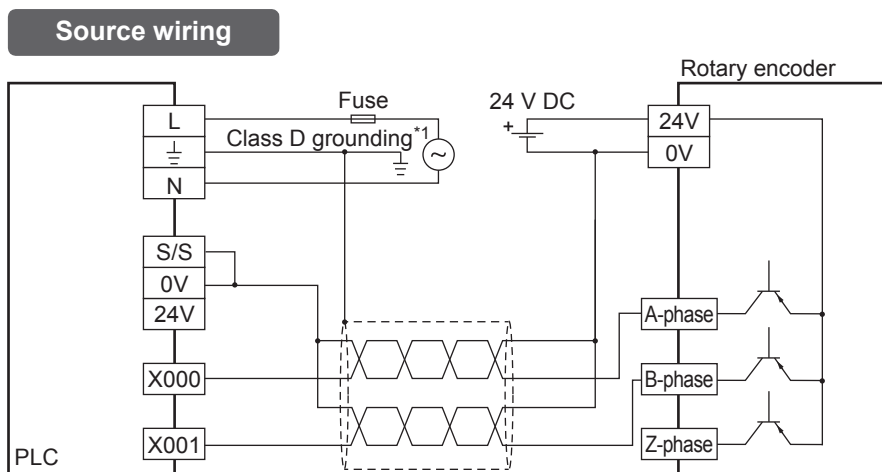 Source wiring
Rotary encoder
Fuse
24 V DC
L
Class D grounding*1
+
24V
0V
N
S/S
0V
24V
A-phase
X000
B-phase
X001
Z-phase
PLC